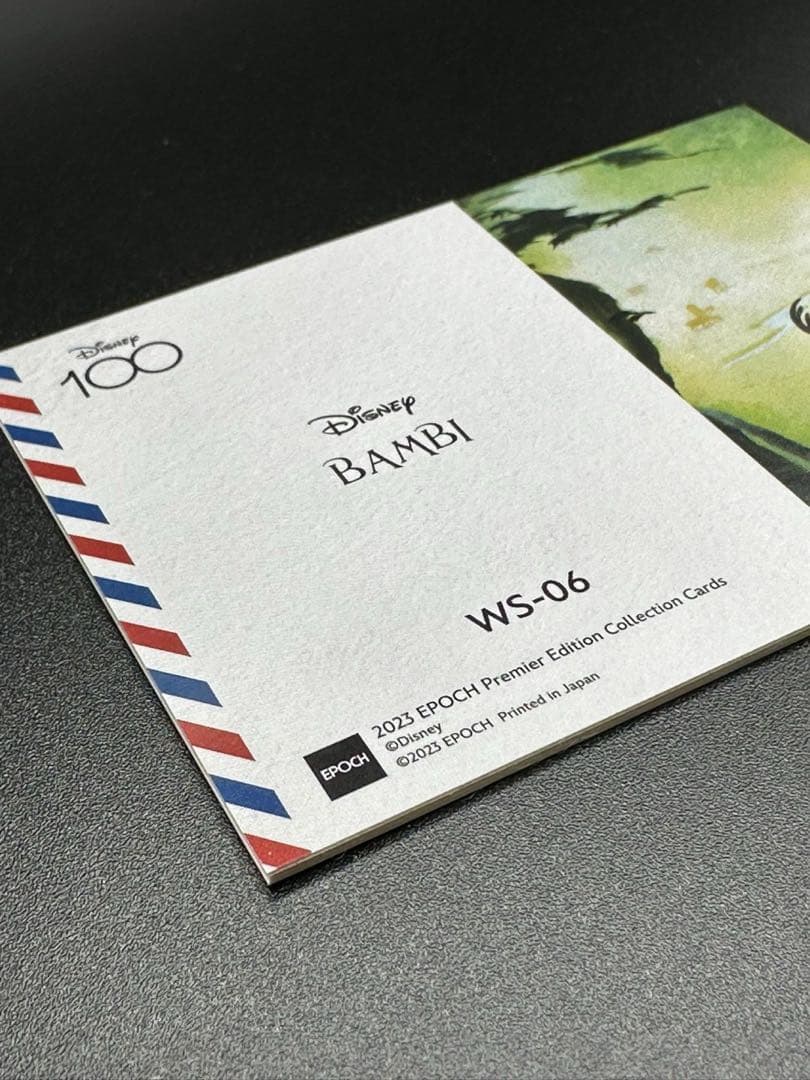 Disney
100
Disney
BAMBI
WS-06
2023 EPOCH Premier Edition Collection Cards
©Disney
©2023 EPOCH Printed in Japan
EPOCH